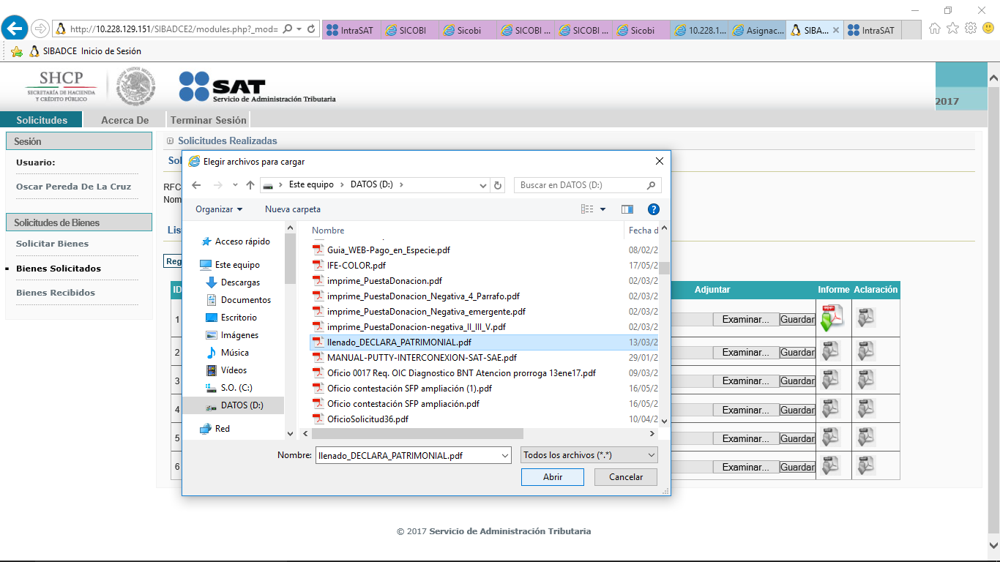 http://10.228.129.151/SIBADCE2/modules.php?_mod=
IntraSAT
SICOBI
Sicobi
SICOBI ...
SICOBI ...
Sicobi
10.228.1...
Asignac...
SIBA...
IntraSAT
SIBADCE Inicio de Sesión
SHCP
SECRETARÍA DE HACIENDA
Y CRÉDITO PÚBLICO
SAT
Servicio de Administración Tributaria
2017
Solicitudes
Acerca De
Terminar Sesión
Sesión
Usuario:
Oscar Pereda De La Cruz
Solicitudes de Bienes
Solicitar Bienes
Bienes Solicitados
Bienes Recibidos
Solicitudes Realizadas
Sol
RFC
Nom
Lis
Reg
ID
Adjuntar
Informe
Aclaración
1
Examinar...
Guardar
2
Examinar...
Guardar
3
Examinar...
Guardar
4
Examinar...
Guardar
5
Examinar...
Guardar
6
Examinar...
Guardar
Elegir archivos para cargar
Este equipo
DATOS (D:)
Buscar en DATOS (D:)
Organizar
Nueva carpeta
Acceso rápido
Este equipo
Descargas
Documentos
Escritorio
Imágenes
Música
Vídeos
S.O. (C:)
DATOS (D:)
Red
Nombre
Fecha d
Guia_WEB-Pago_en_Especie.pdf 08/02/2
IFE-COLOR.pdf 17/05/2
imprime_PuestaDonacion.pdf 02/03/2
imprime_PuestaDonacion_Negativa_4_Parrafo.pdf 02/03/2
imprime_PuestaDonacion_Negativa_emergente.pdf 02/03/2
imprime_PuestaDonacion-negativa_II_III_V.pdf 02/03/2
llenado_DECLARA_PATRIMONIAL.pdf 13/03/2
MANUAL-PUTTY-INTERCONEXION-SAT-SAE.pdf 29/01/2
Oficio 0017 Req. OIC Diagnostico BNT Atencion prorroga 13ene17.pdf 09/03/2
Oficio contestación SFP ampliación (1).pdf 16/05/2
Oficio contestación SFP ampliación.pdf 16/05/2
OficioSolicitud36.pdf 10/04/2
Nombre: llenado_DECLARA_PATRIMONIAL.pdf
Todos los archivos (*.*)
Abrir
Cancelar
© 2017 Servicio de Administración Tributaria